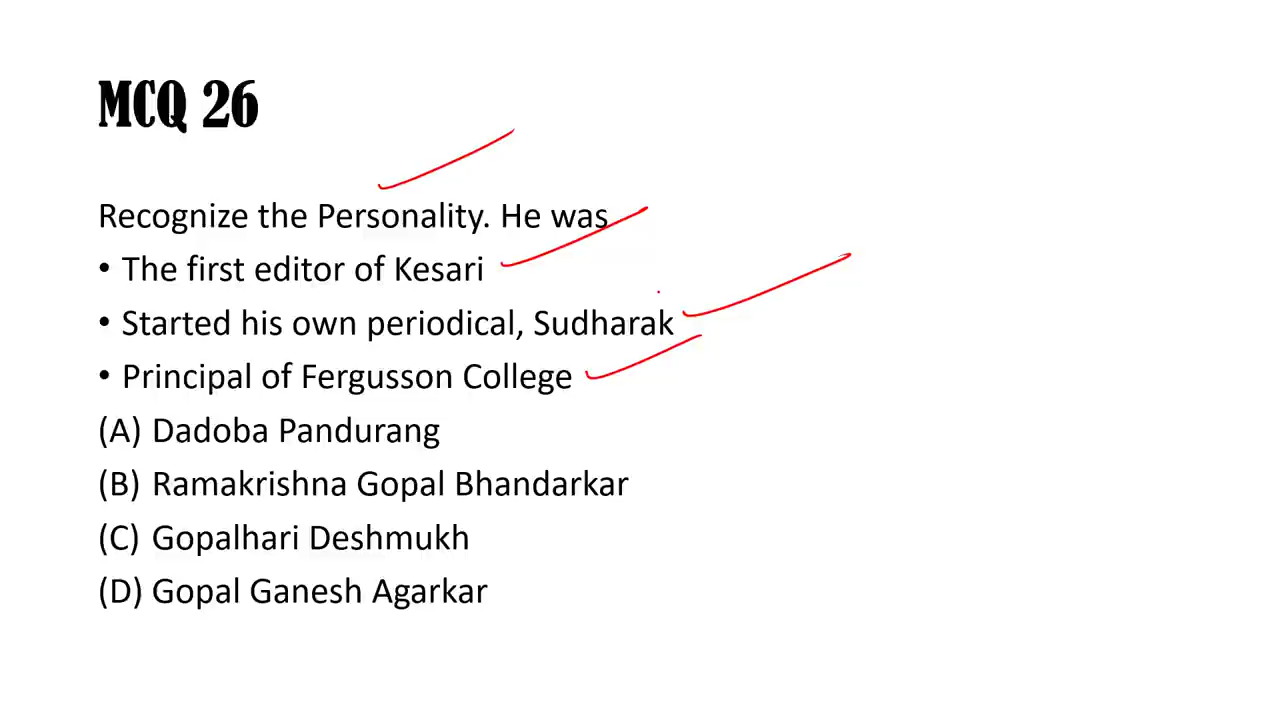 MCQ 26
Recognize the Personality. He was
• The first editor of Kesari
• Started his own periodical, Sudharak
• Principal of Fergusson College
(A) Dadoba Pandurang
(B) Ramakrishna Gopal Bhandarkar
(C) Gopalhari Deshmukh
(D) Gopal Ganesh Agarkar